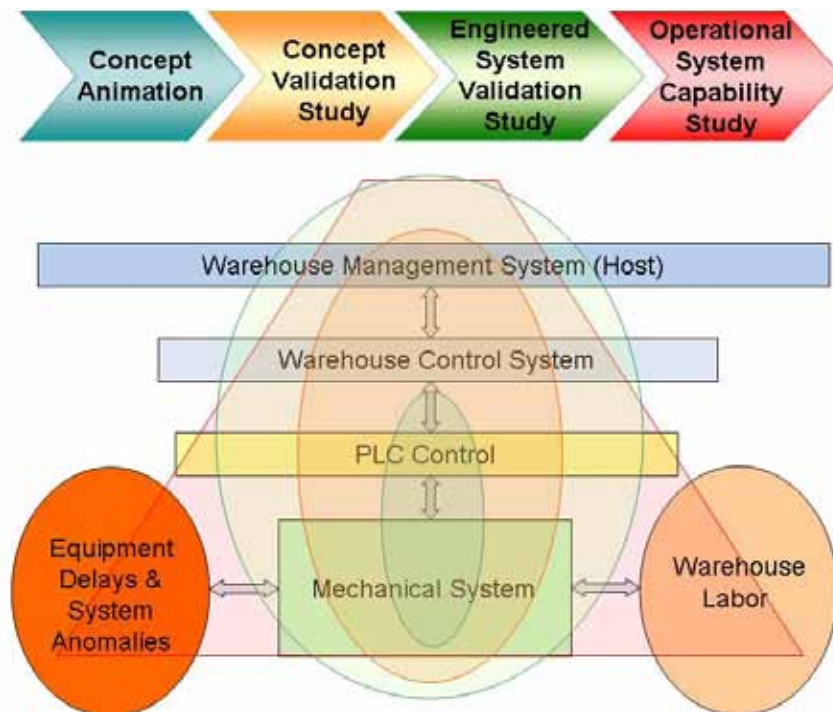 Concept
Animation
Concept
Validation
Study
Engineered
System
Validation
Study
Operational
System
Capability
Study
Warehouse Management System (Host)
Warehouse Control System
PLC Control
Equipment
Delays &
System
Anomalies
Mechanical System
Warehouse
Labor